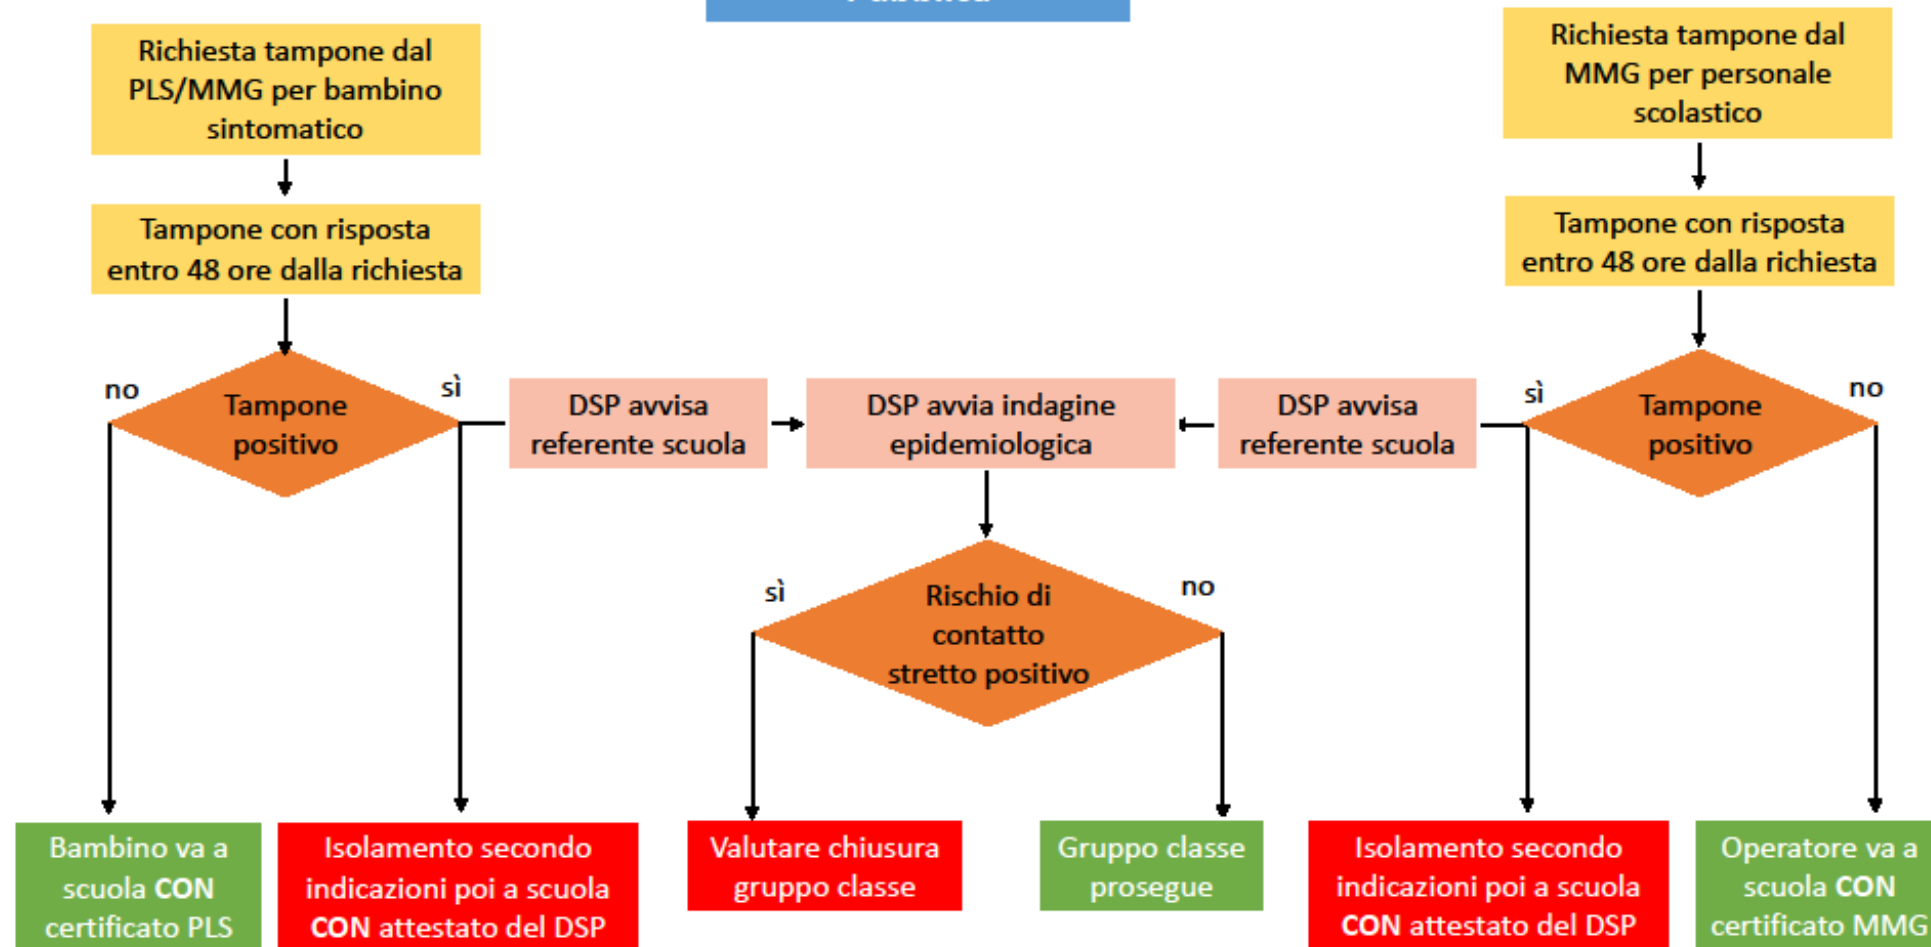 Richiesta tampone dal
PLS/MMG per bambino
sintomatico
Richiesta tampone dal
MMG per personale
scolastico
Tampone con risposta
entro 48 ore dalla richiesta
Tampone con risposta
entro 48 ore dalla richiesta
no
Tampone
positivo
sì
DSP avvisa
referente scuola
DSP avvia indagine
epidemiologica
DSP avvisa
referente scuola
sì
Tampone
positivo
no
sì
Rischio di
contatto
stretto positivo
no
Bambino va a
scuola CON
certificato PLS
Isolamento secondo
indicazioni poi a scuola
CON attestato del DSP
Valutare chiusura
gruppo classe
Gruppo classe
prosegue
Isolamento secondo
indicazioni poi a scuola
CON attestato del DSP
Operatore va a
scuola CON
certificato MMG